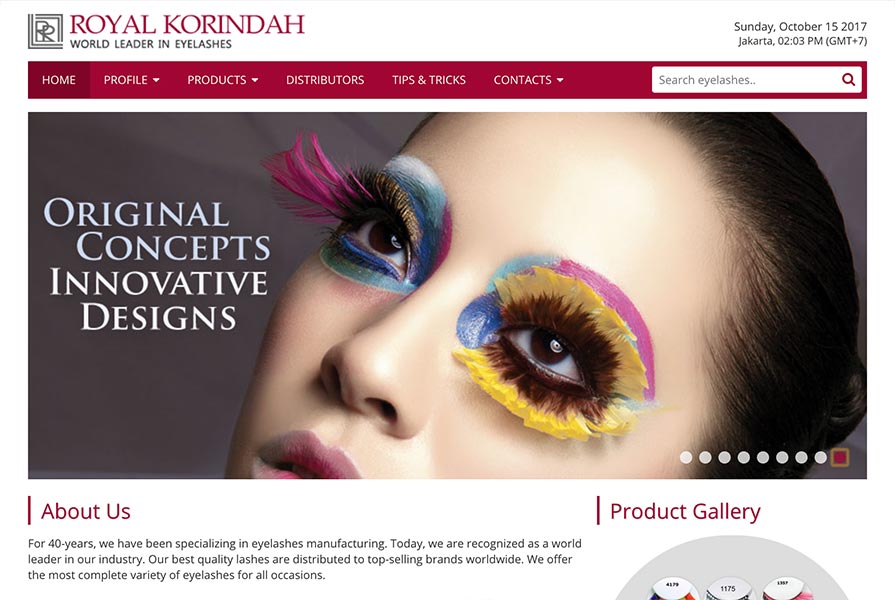 ROYAL KORINDAH
WORLD LEADER IN EYELASHES
Sunday, October 15 2017
Jakarta, 02:03 PM (GMT+7)
HOME PROFILE PRODUCTS DISTRIBUTORS TIPS & TRICKS CONTACTS Search eyelashes..
ORIGINAL
CONCEPTS
INNOVATIVE
DESIGNS
About Us
For 40-years, we have been specializing in eyelashes manufacturing. Today, we are recognized as a world
leader in our industry. Our best quality lashes are distributed to top-selling brands worldwide. We offer
the most complete variety of eyelashes for all occasions.
Product Gallery
4179 1175 1357